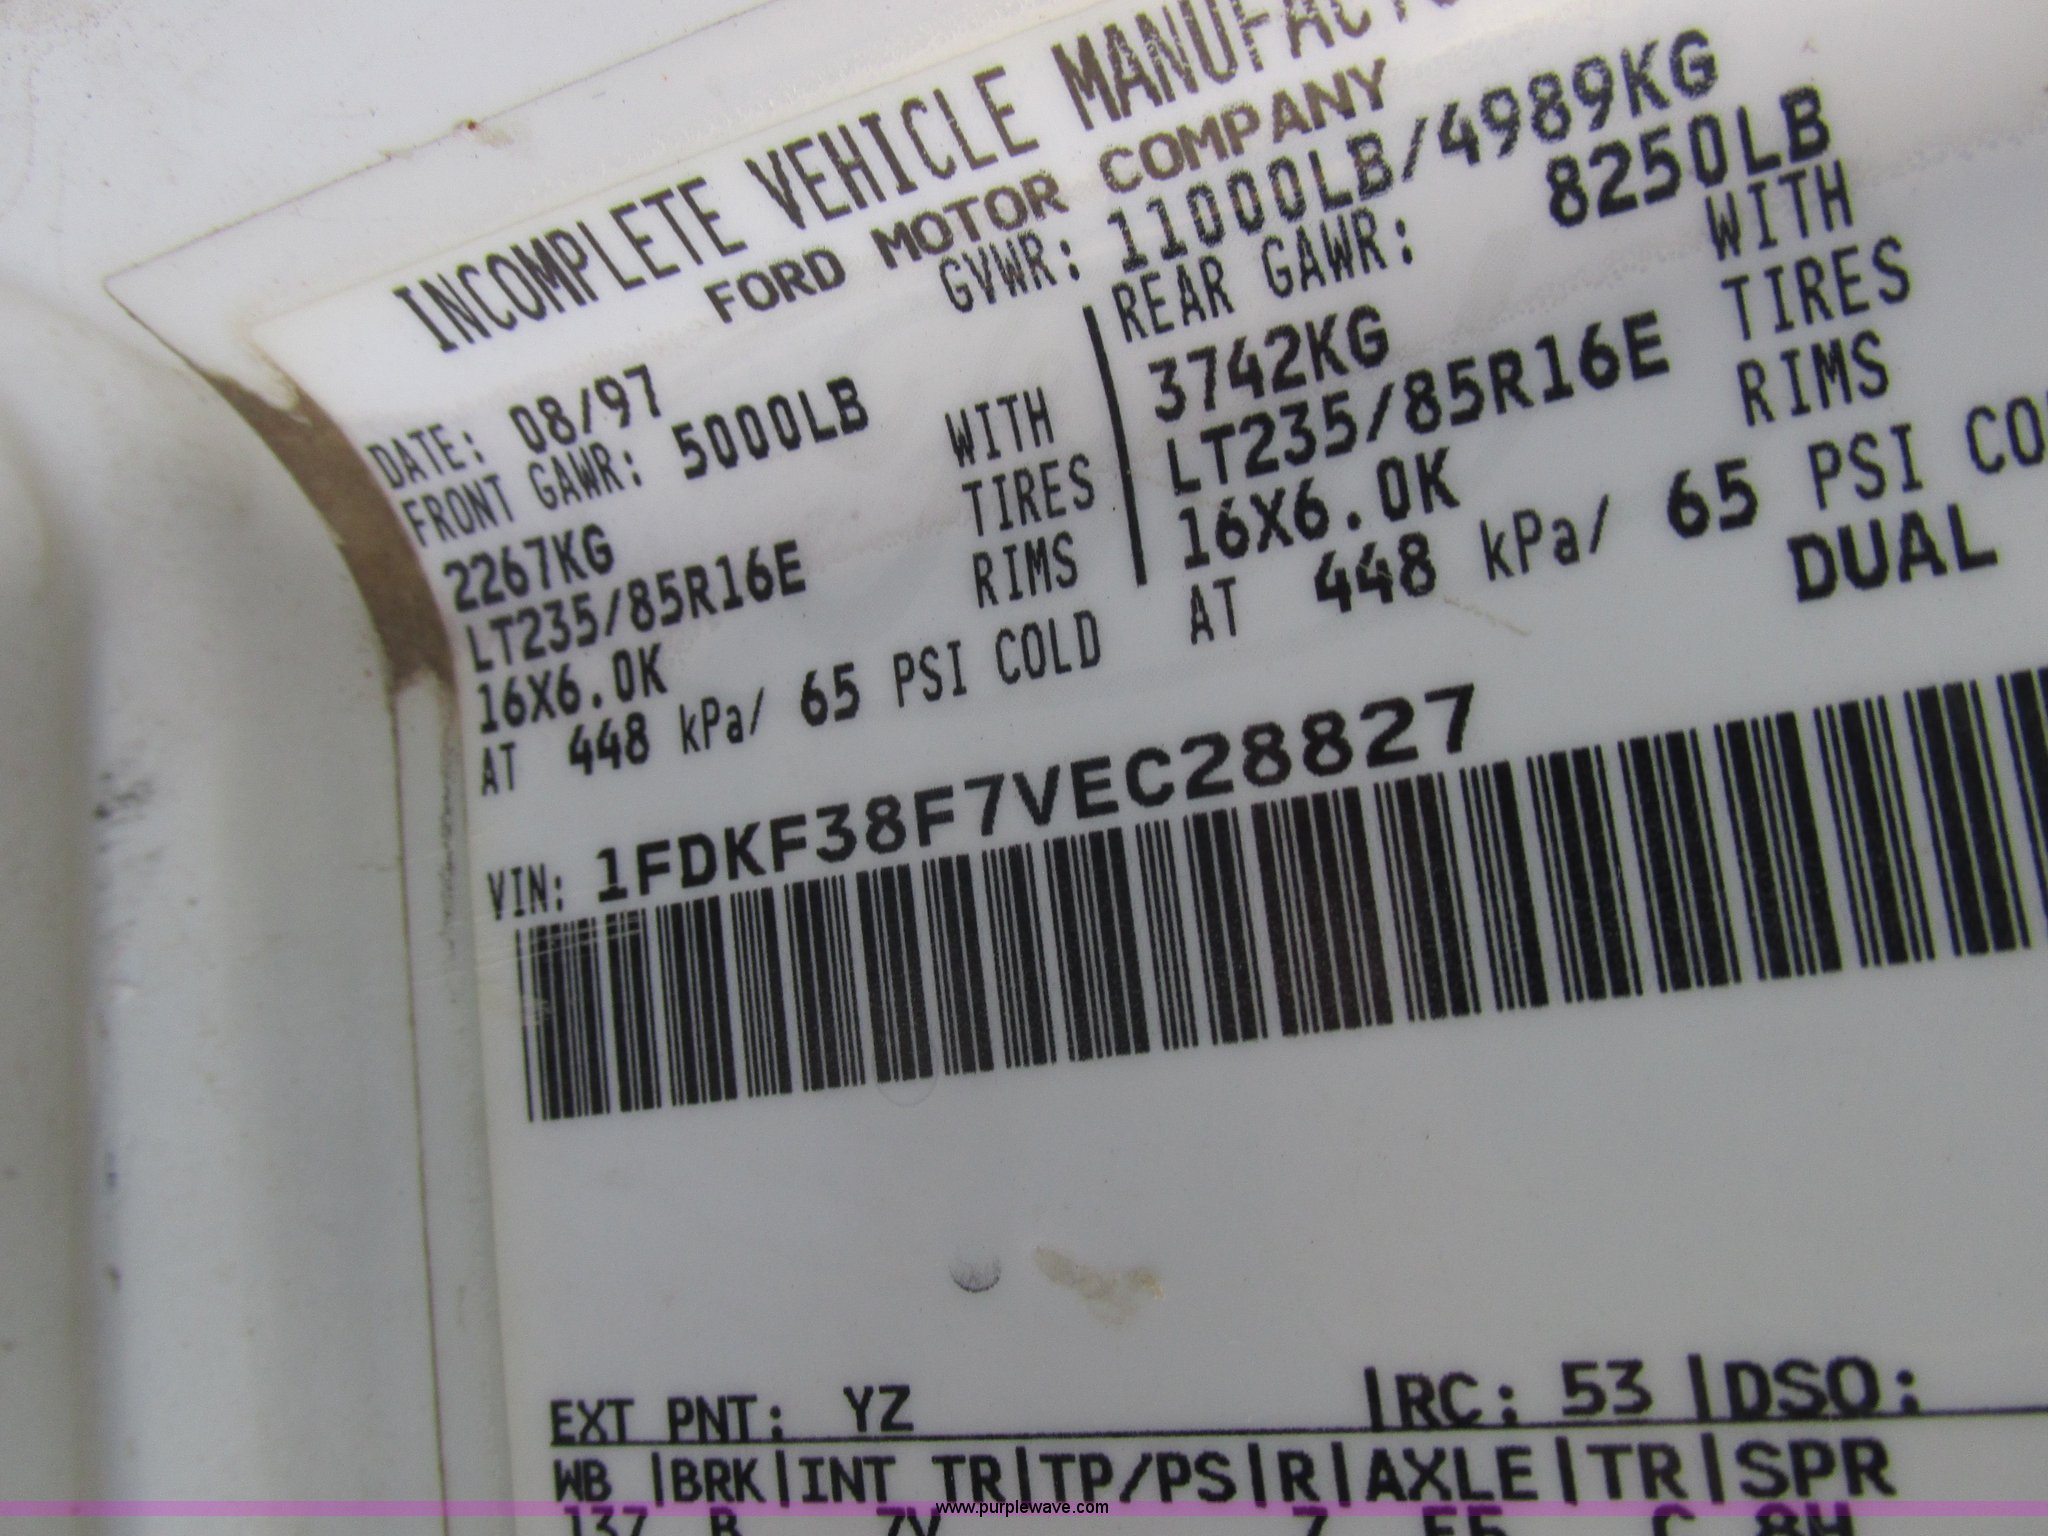 INCOMPLETE VEHICLE
FORD MOTOR COMPANY
GVWR: 11000LB/4989KG
DATE: 08/97
FRONT GAWR: 5000LB
2267KG WITH
LT235/85R16E TIRES
16X6.0K RIMS
AT 448 kPa/ 65 PSI COLD
REAR GAWR: 8250LB
3742KG WITH
LT235/85R16E TIRES
16X6.0K RIMS
AT 448 kPa/ 65 PSI
DUAL
VIN: 1FDKF38F7VEC28827
EXT PNT: YZ |RC: 53 |DSO:
WB |BRK|INT TR|TP/PS|R|AXLE|TR|SPR
137 B 7V
www.purplewave.com